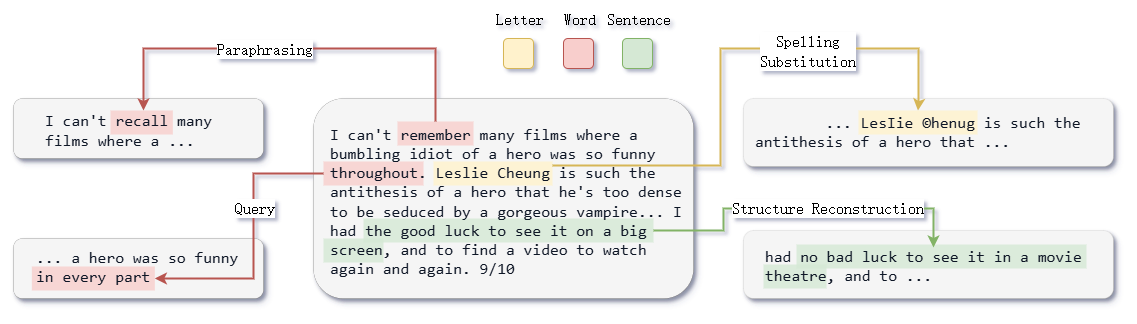 Letter Word Sentence
Paraphrasing
Spelling
Substitution
I can't recall many
films where a ...
I can't remember many films where a
bumbling idiot of a hero was so funny
throughout. Leslie Cheung is such the
antithesis of a hero that he's too dense
to be seduced by a gorgeous vampire... I
had the good luck to see it on a big
screen, and to find a video to watch
again and again. 9/10
... LesIie ©henug is such the
antithesis of a hero that ...
Query
Structure Reconstruction
... a hero was so funny
in every part
had no bad luck to see it in a movie
theatre, and to ...